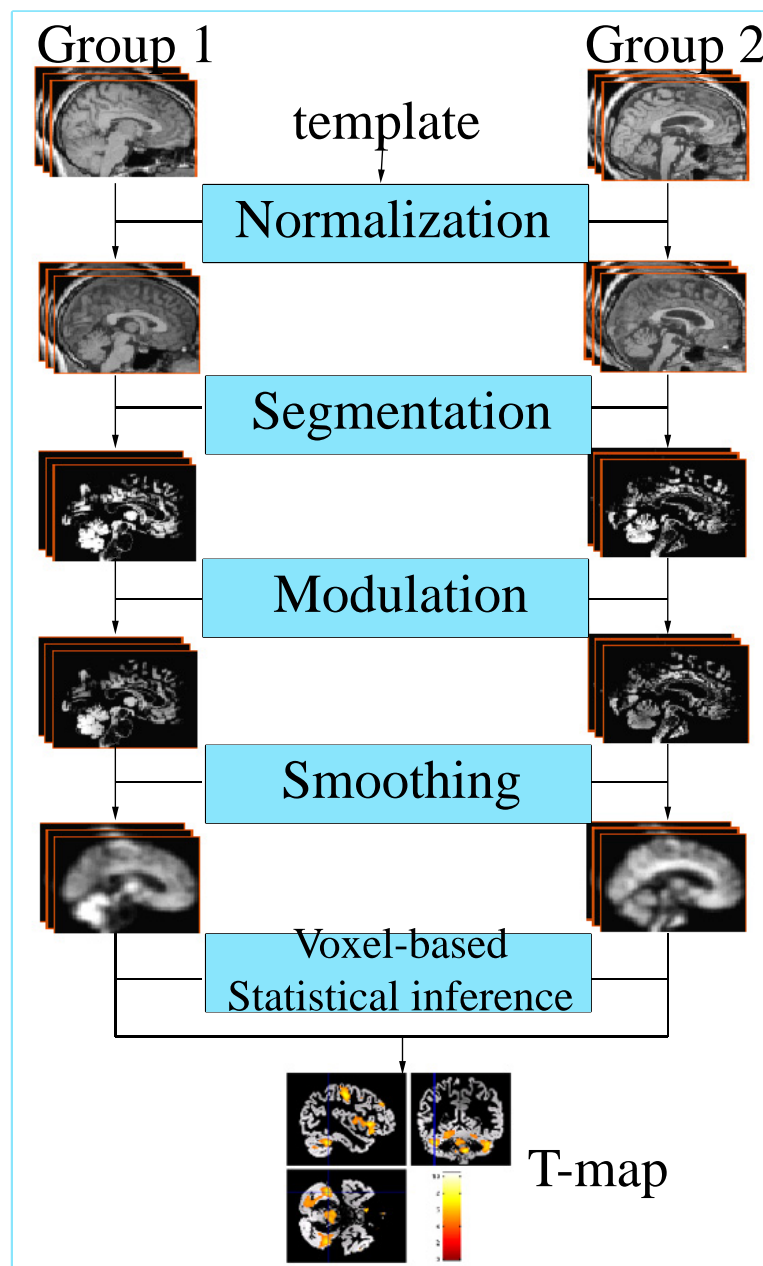 Group 1
Group 2
template
Normalization
Segmentation
Modulation
Smoothing
Voxel-based
Statistical inference
T-map